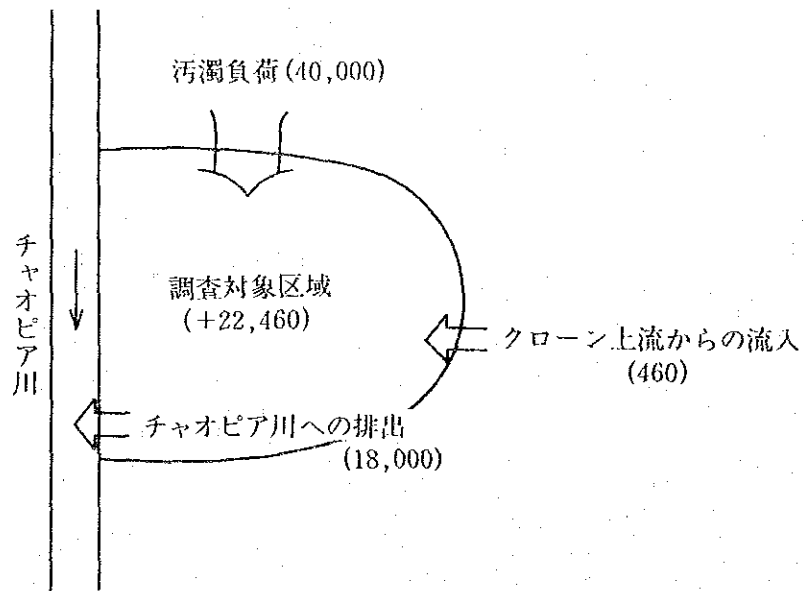 汚濁負荷(40,000)
チャオピア川
調査対象区域
(+22,460)
クローン上流からの流入
(460)
チャオピア川への排出
(18,000)